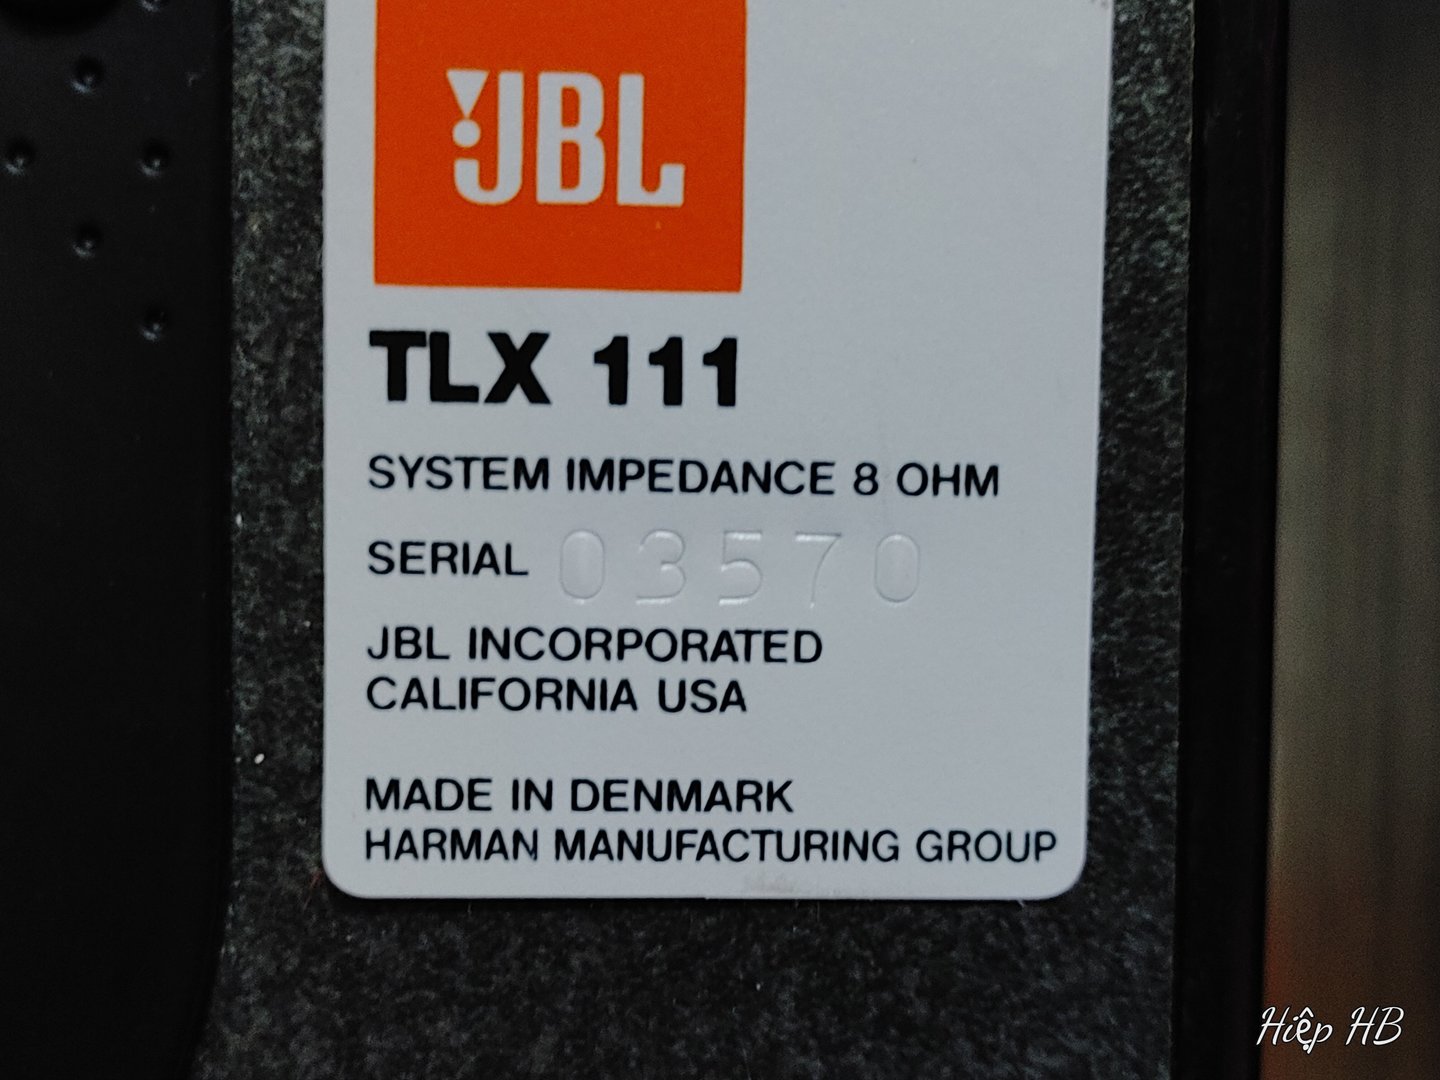 JBL
TLX 111
SYSTEM IMPEDANCE 8 OHM
SERIAL 03570
JBL INCORPORATED
CALIFORNIA USA
MADE IN DENMARK
HARMAN MANUFACTURING GROUP
Hiệp HB